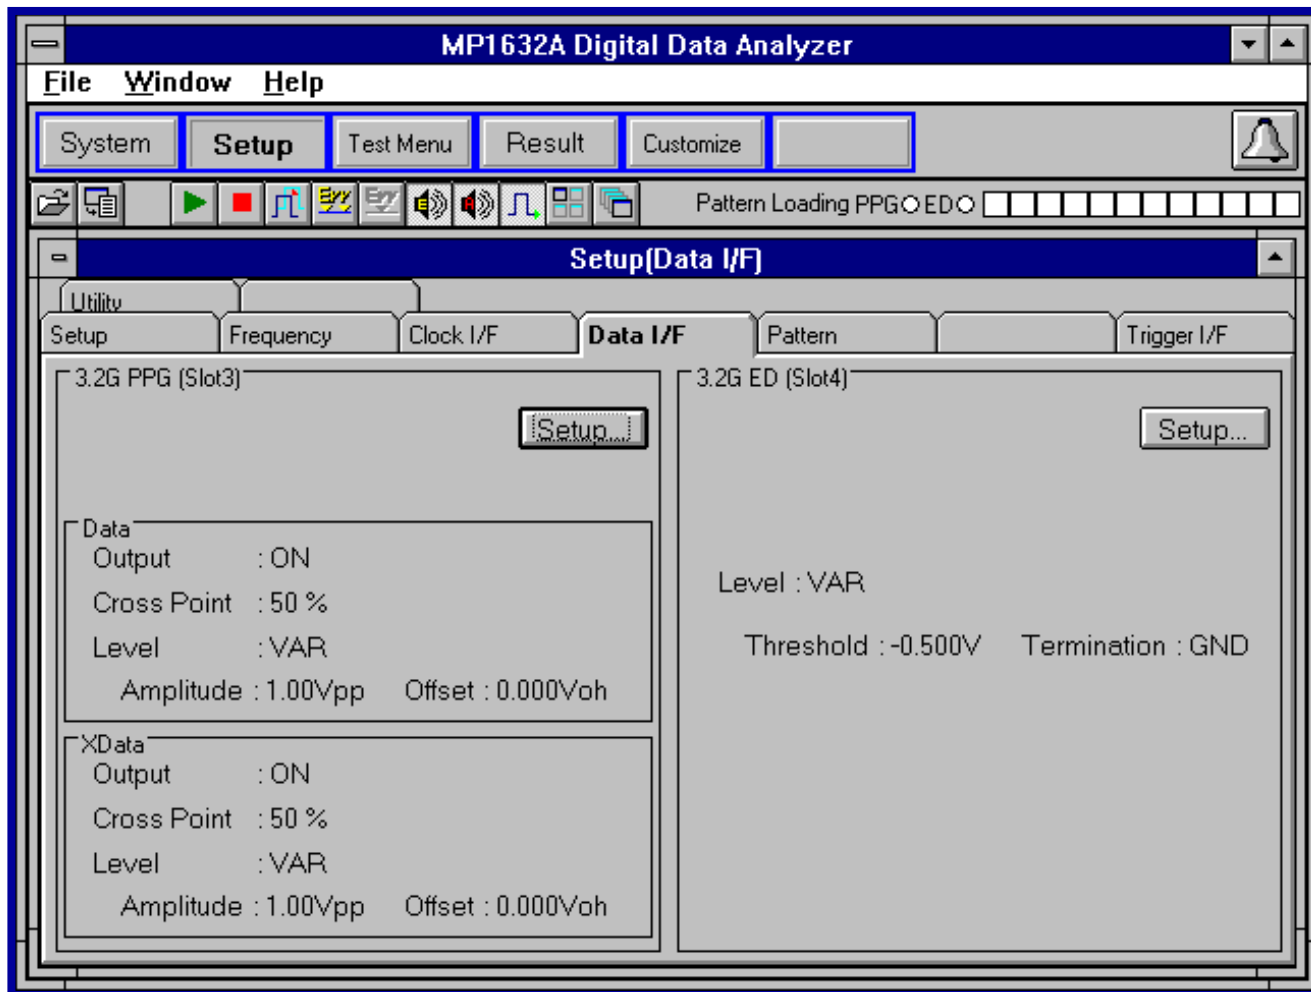 MP1632A Digital Data Analyzer
File Window Help
System Setup Test Menu Result Customize
Pattern Loading PPG ED
Setup(Data I/F)
Utility
Setup Frequency Clock I/F Data I/F Pattern Trigger I/F
3.2G PPG (Slot3)
Setup...
Data
Output : ON
Cross Point : 50 %
Level : VAR
Amplitude : 1.00Vpp Offset : 0.000Voh
XData
Output : ON
Cross Point : 50 %
Level : VAR
Amplitude : 1.00Vpp Offset : 0.000Voh
3.2G ED (Slot4)
Setup...
Level : VAR
Threshold : -0.500V Termination : GND